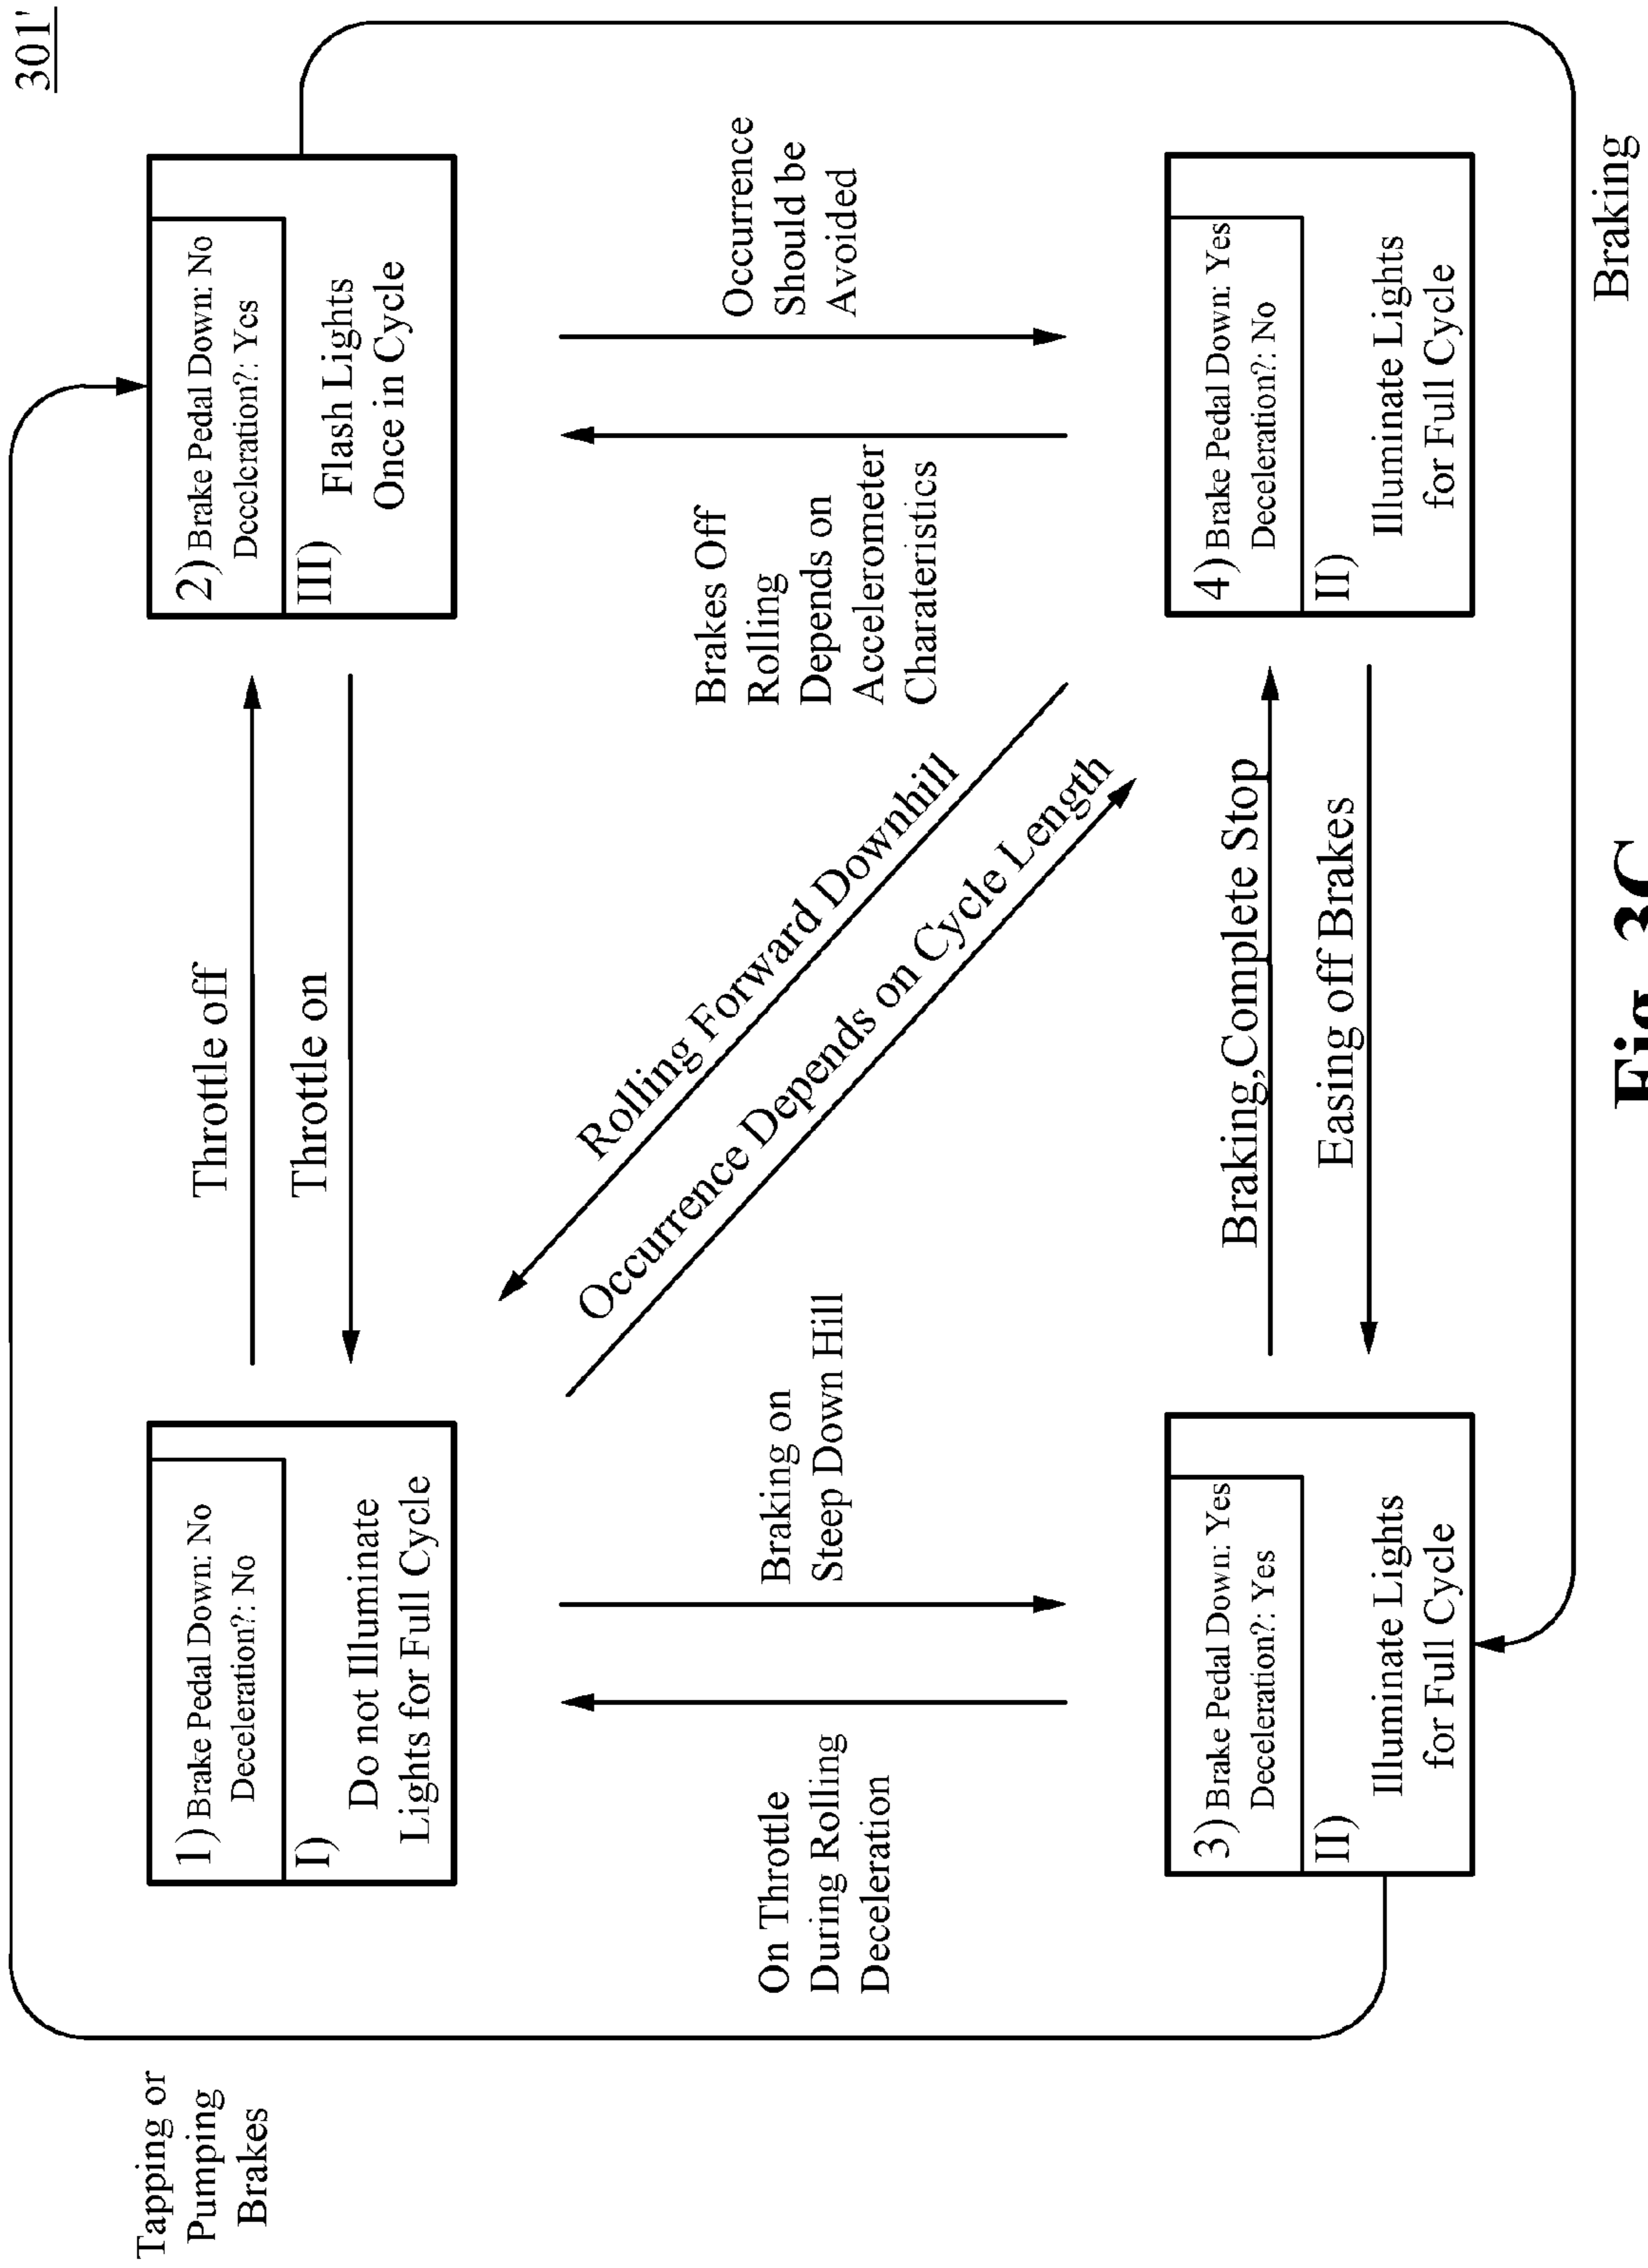 301'
Tapping or
Pumping
Brakes
1) Brake Pedal Down: No
Deceleration?: No
I)
Do not Illuminate
Lights for Full Cycle
Throttle off
Throttle on
2) Brake Pedal Down: No
Deceleration?: Yes
III)
Flash Lights
Once in Cycle
On Throttle
During Rolling
Deceleration
Braking on
Steep Down Hill
Rolling Forward Downhill
Occurrence Depends on Cycle Length
Brakes Off
Rolling
Depends on
Accelerometer
Charateristics
Occurrence
Should be
Avoided
3) Brake Pedal Down: Yes
Deceleration?: Yes
II)
Illuminate Lights
for Full Cycle
Braking,Complete Stop
Easing off Brakes
4) Brake Pedal Down: Yes
Deceleration?: No
II)
Illuminate Lights
for Full Cycle
Braking
Fig. 3C